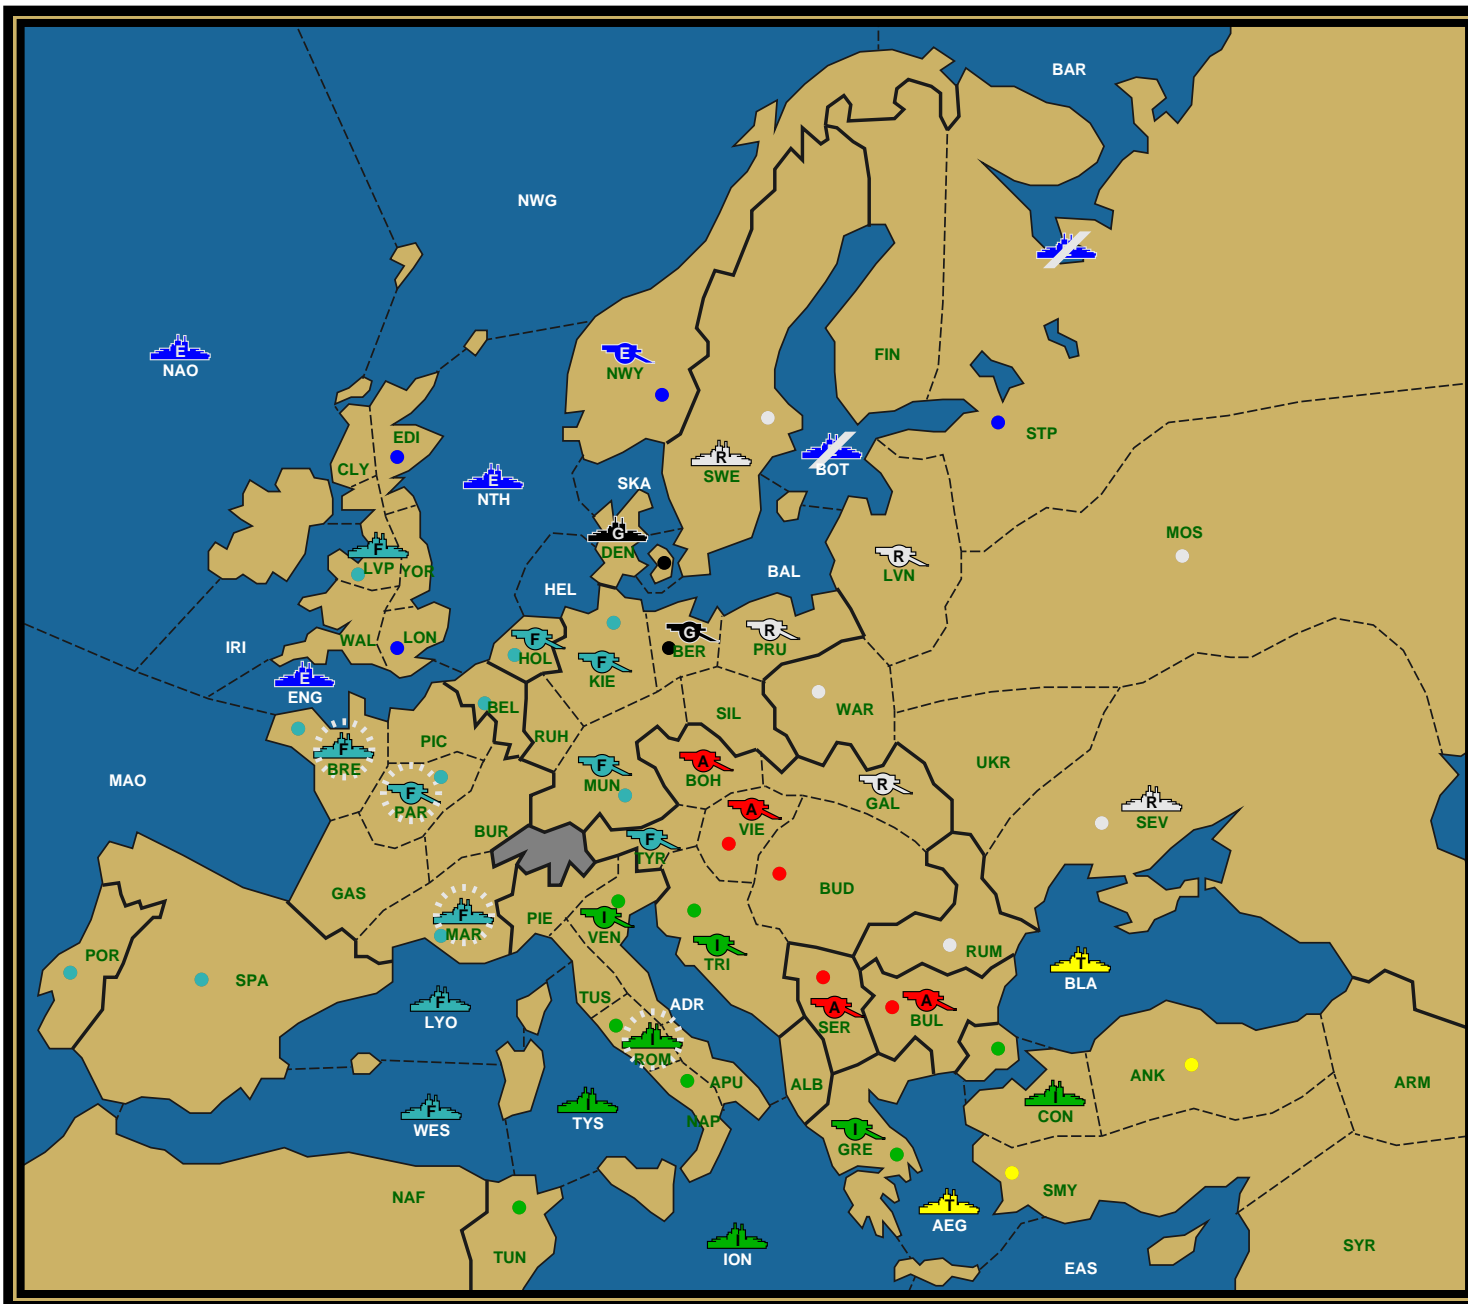 BAR
NWG
E
NAO
E
NWY
FIN
EDI
STP
CLY
R
SWE
BOT
E
NTH
SKA
MOS
G
DEN
F
LVP
YOR
R
LVN
BAL
HEL
IRI
WAL
LON
F
HOL
G
BER
R
PRU
F
KIE
E
ENG
BEL
SIL
WAR
PIC
RUH
F
BRE
UKR
MAO
A
BOH
F
MUN
R
GAL
F
PAR
R
SEV
A
VIE
BUR
F
TYR
BUD
GAS
F
MAR
PIE
I
VEN
I
TRI
RUM
POR
SPA
T
BLA
F
LYO
TUS
ADR
A
SER
A
BUL
I
ROM
ANK
APU
ALB
ARM
I
CON
F
WES
I
TYS
NAP
I
GRE
NAF
SMY
T
AEG
I
ION
TUN
EAS
SYR